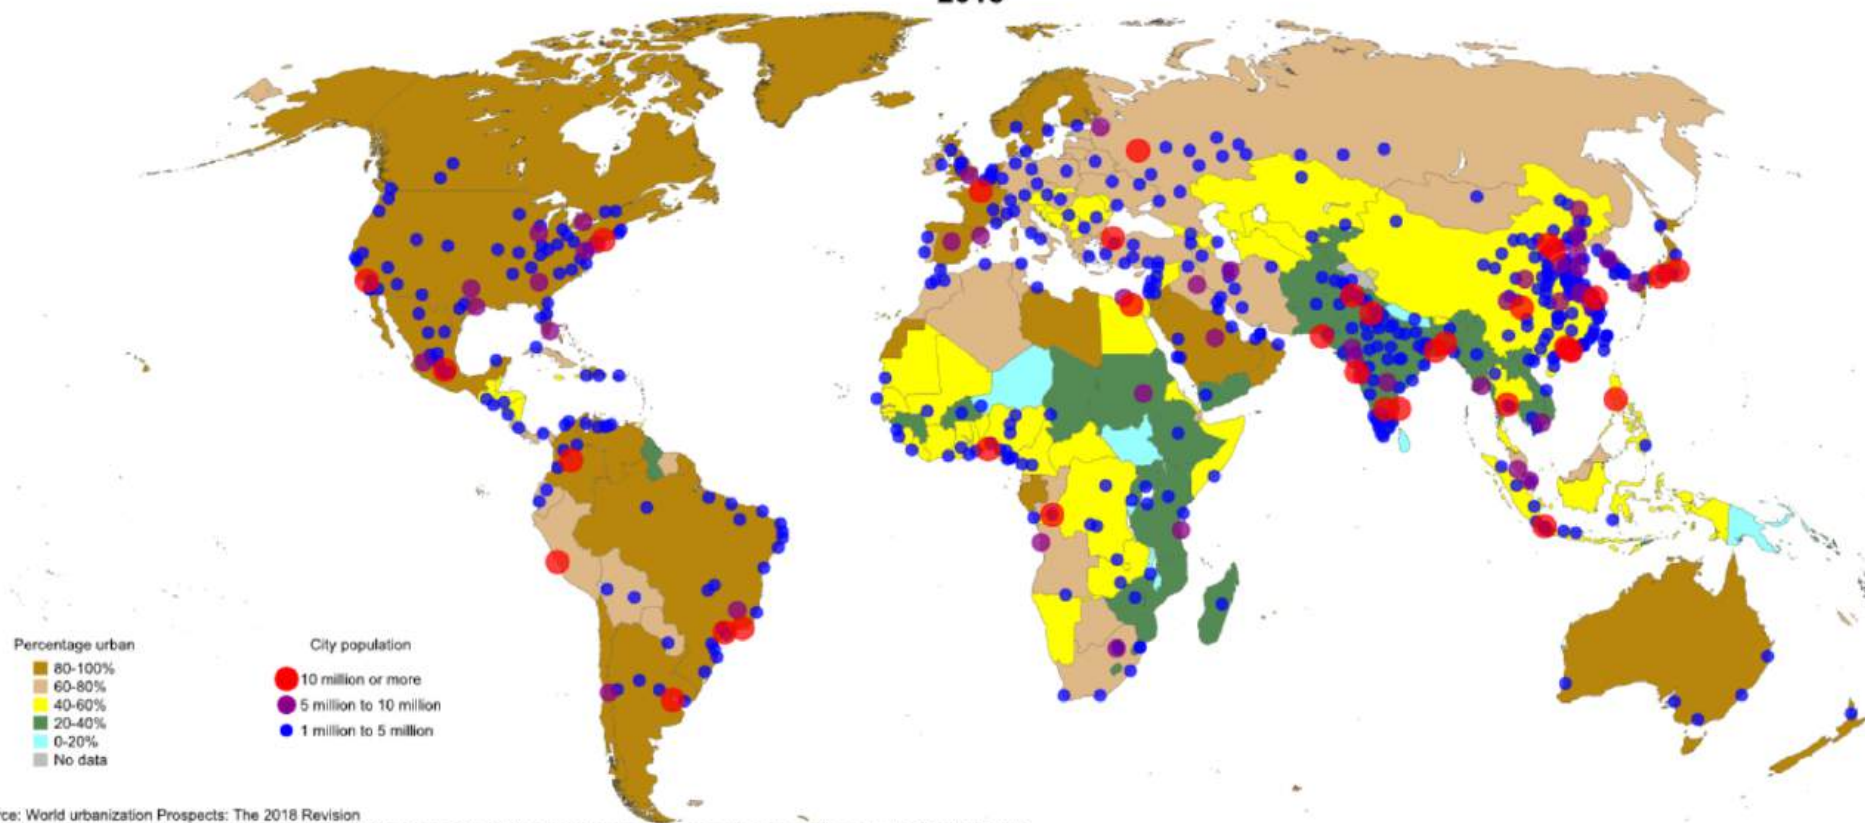 Percentage urban
80-100%
60-80%
40-60%
20-40%
0-20%
No data
City population
10 million or more
5 million to 10 million
1 million to 5 million
rce: World urbanization Prospects: The 2018 Revision